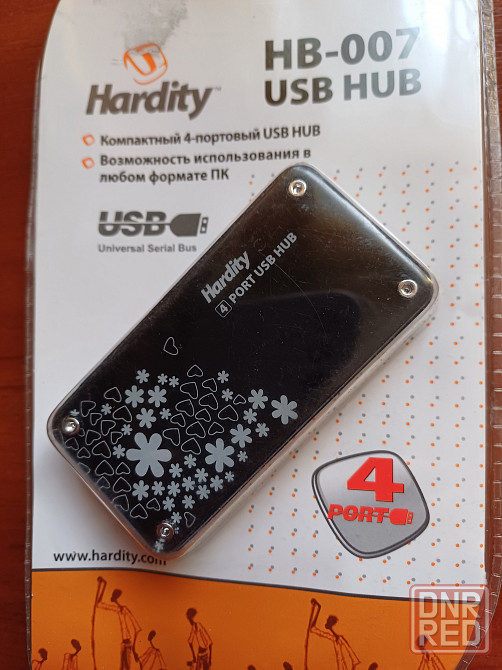 Hardity™
HB-007
USB HUB
Компактный 4-портовый USB HUB
Возможность использования в
любом формате ПК
USB
Universal Serial Bus
Hardity
4 PORT USB HUB
4
PORT
www.hardity.com
DNR
RED